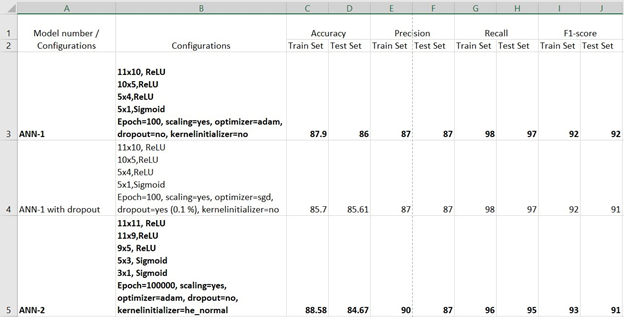 A B C D E F G H I J
1 Model number / Accuracy Precision Recall F1-score
2 Configurations Configurations Train Set Test Set Train Set Test Set Train Set Test Set Train Set Test Set
11x10, ReLU
10x5,ReLU
5x4,ReLU
5x1,Sigmoid
Epoch=100, scaling=yes, optimizer=adam,
3 ANN-1 dropout=no, kernelinitializer=no 87.9 86 87 87 98 97 92 92
11x10, ReLU
10x5,ReLU
5x4,ReLU
5x1,Sigmoid
Epoch=100, scaling=yes, optimizer=sgd,
4 ANN-1 with dropout dropout=yes (0.1 %), kernelinitializer=no 85.7 85.61 87 87 98 97 92 91
11x11, ReLU
11x9,ReLU
9x5, ReLU
5x3, Sigmoid
3x1, Sigmoid
Epoch=100000, scaling=yes,
optimizer=adam, dropout=no,
5 ANN-2 kernelinitializer=he_normal 88.58 84.67 90 87 96 95 93 91